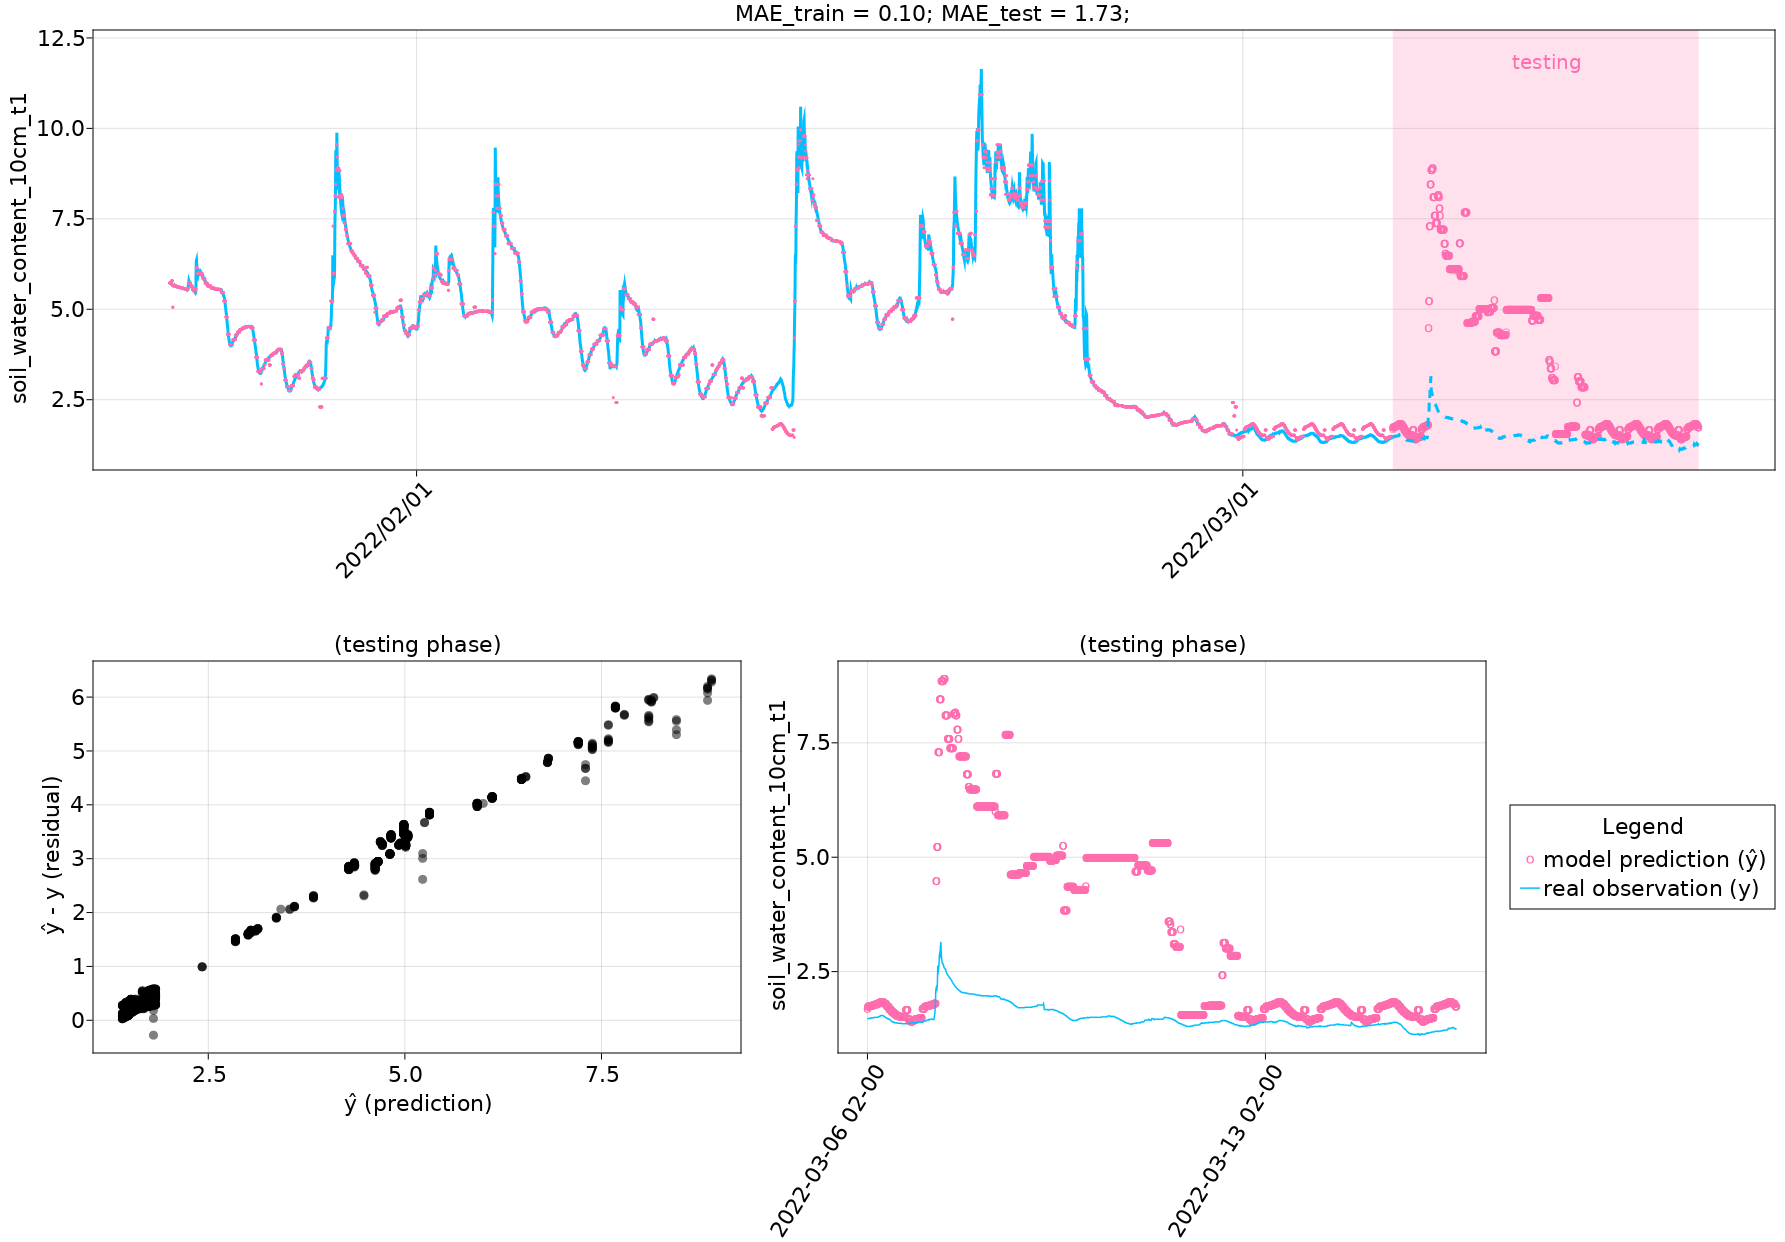 MAE_train = 0.10; MAE_test = 1.73;
soil_water_content_10cm_t1
12.5
10.0
7.5
5.0
2.5
testing
2022/02/01
2022/03/01
(testing phase)
ŷ - y (residual)
6
5
4
3
2
1
0
2.5
5.0
7.5
ŷ (prediction)
(testing phase)
soil_water_content_10cm_t1
7.5
5.0
2.5
2022-03-06 02-00
2022-03-13 02-00
Legend
model prediction (ŷ)
real observation (y)